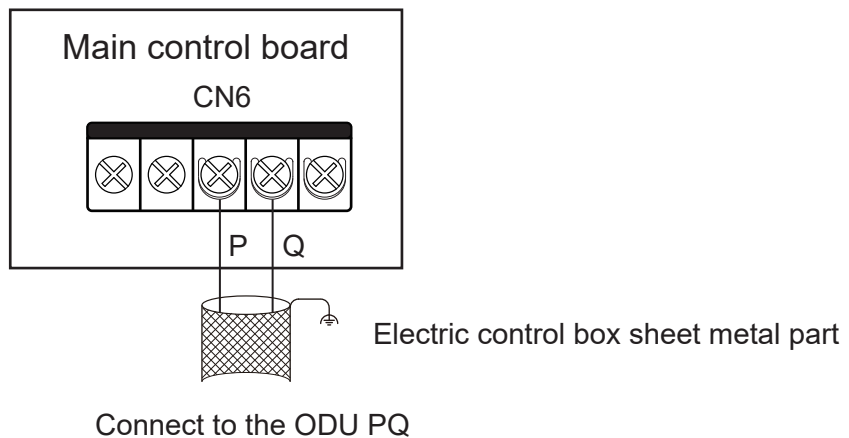 Main control board
CN6
P Q
Electric control box sheet metal part
Connect to the ODU PQ